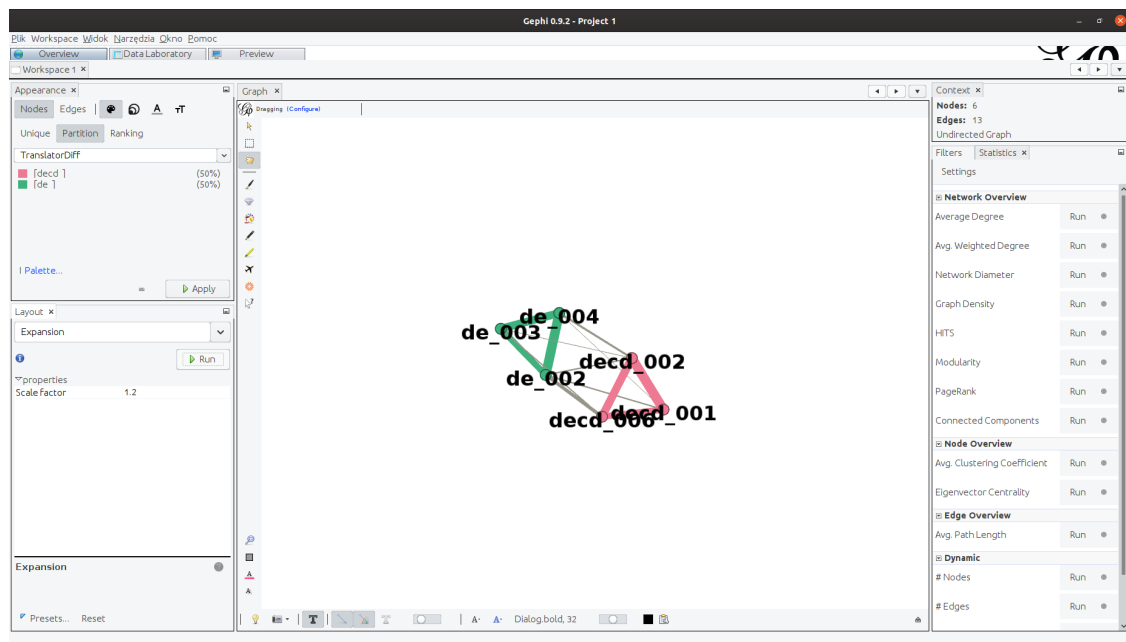 Gephi 0.9.2 - Project 1
Plik Workspace Widok Narzędzia Okno Pomoc
Overview Data Laboratory Preview
Workspace 1
Appearance
Nodes Edges
Unique Partition Ranking
TranslatorDiff
[decd ] (50%)
[de ] (50%)
Palette...
Apply
Layout
Expansion
Run
properties
Scale factor 1.2
Expansion
Presets... Reset
Graph
Dragging (Configure)
de_004
de_003
decd_002
de_002
decd_006
decd_001
Dialog.bold, 32
Context
Nodes: 6
Edges: 13
Undirected Graph
Filters Statistics
Settings
Network Overview
Average Degree Run
Avg. Weighted Degree Run
Network Diameter Run
Graph Density Run
HITS Run
Modularity Run
PageRank Run
Connected Components Run
Node Overview
Avg. Clustering Coefficient Run
Eigenvector Centrality Run
Edge Overview
Avg. Path Length Run
Dynamic
# Nodes Run
# Edges Run